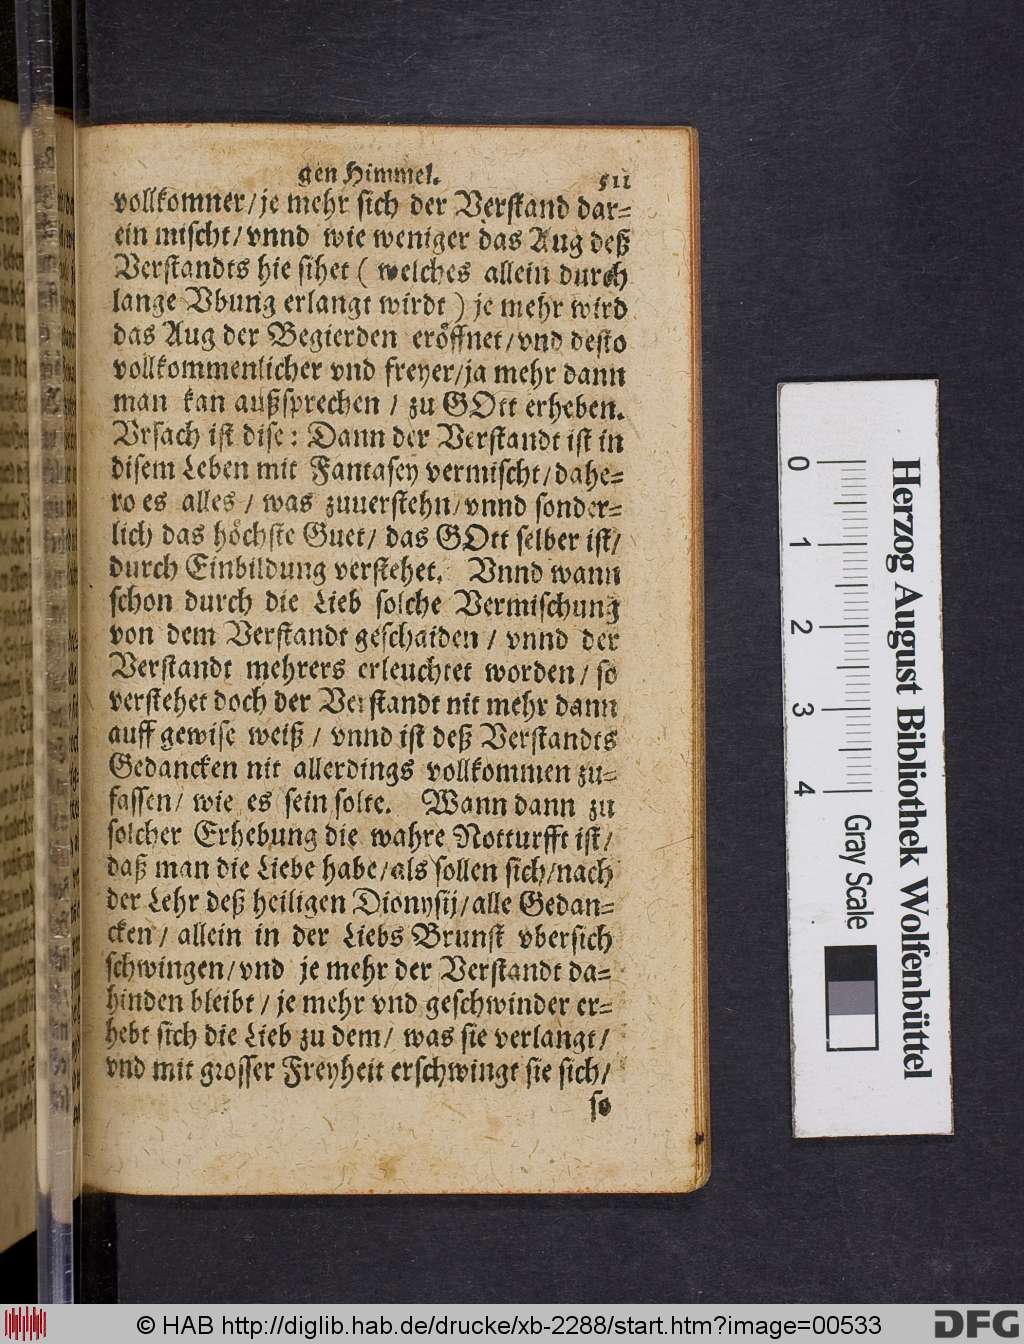 gen Himmel. 511
vollkomner/je mehr sich der Verstand dar=
ein mischt/vnnd wie weniger das Aug deß
Verstandts hie sihet (welches allein durch
lange Vbung erlangt wirdt) je mehr wird
das Aug der Begierden eröffnet/vnd desto
vollkommenlicher vnd freyer/ja mehr dann
man kan außsprechen / zu GOtt erheben.
Vrsach ist dise: Dann der Verstandt ist in
disem Leben mit Fantasey vermischt/dahe=
ro es alles / was zuuerstehn/vnnd sonder=
lich das höchste Guet/ das GOtt selber ist/
durch Einbildung verstehet. Vnnd wann
schon durch die Lieb solche Vermischung
von dem Verstandt geschaiden / vnnd der
Verstandt mehrers erleuchtet worden / so
verstehet doch der Verstandt nit mehr dann
auff gewise weiß / vnnd ist deß Verstandts
Gedancken nit allerdings vollkommen zu=
fassen/ wie es sein solte. Wann dann zu
solcher Erhebung die wahre Notturfft ist/
daß man die Liebe habe/als sollen sich/nach
der Lehr deß heiligen Dionysij/alle Gedan=
cken / allein in der Liebs Brunst vbersich
schwingen/vnd je mehr der Verstandt da=
hinden bleibt / je mehr vnd geschwinder er=
hebt sich die Lieb zu dem/ was sie verlangt/
vnd mit grosser Freyheit erschwingt sie sich/
so
0 1 2 3 4 Gray Scale
Herzog August Bibliothek Wolfenbüttel
© HAB http://diglib.hab.de/drucke/xb-2288/start.htm?image=00533
DFG